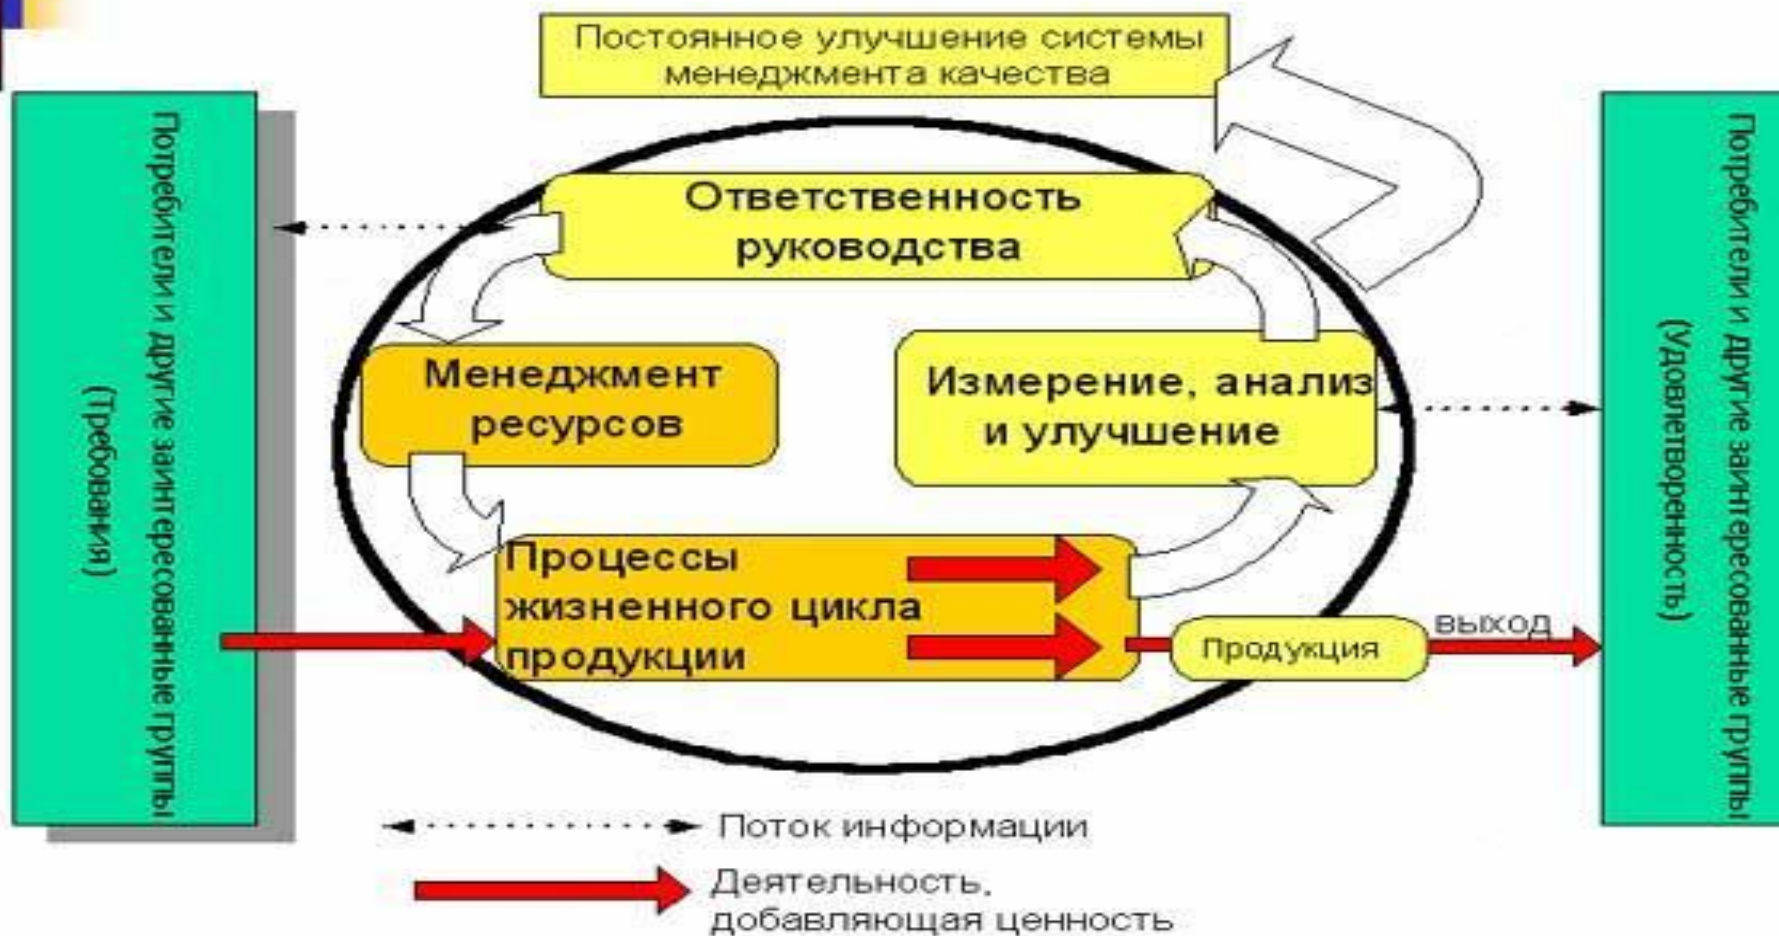 Постоянное улучшение системы
менеджмента качества
Потребители и другие заинтересованные группы
(Требования)
Ответственность
руководства
Менеджмент
ресурсов
Измерение, анализ
и улучшение
Процессы
жизненного цикла
продукции
Продукция
выход
Потребители и другие заинтересованные группы
(Удовлетворенность)
Поток информации
Деятельность,
добавляющая ценность